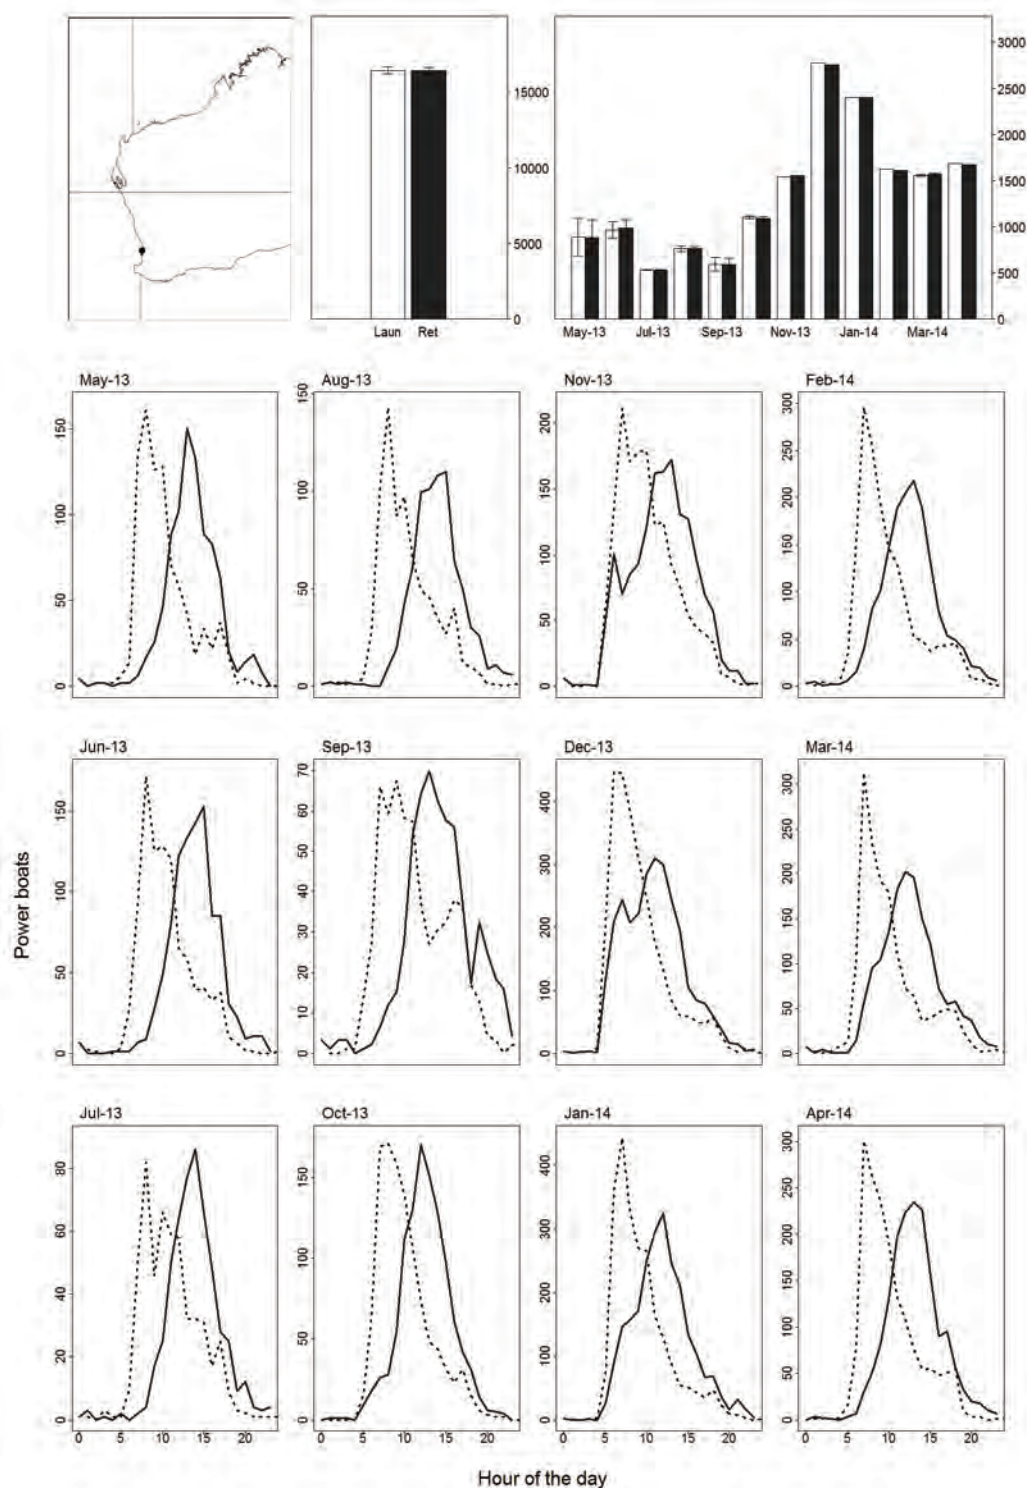 15000
10000
5000
0
Laun Ret
3000
2500
2000
1500
1000
500
0
May-13 Jul-13 Sep-13 Nov-13 Jan-14 Mar-14
May-13 Aug-13 Nov-13 Feb-14
150 100 50 0
150 100 50 0
200 150 100 50 0
300 250 200 150 100 50 0
Jun-13 Sep-13 Dec-13 Mar-14
150 100 50 0
70 60 50 40 30 20 10 0
400 300 200 100 0
300 250 200 150 100 50 0
Power boats
Jul-13 Oct-13 Jan-14 Apr-14
80 60 40 20 0
150 100 50 0
400 300 200 100 0
300 250 200 150 100 50 0
0 5 10 15 20 0 5 10 15 20 0 5 10 15 20 0 5 10 15 20
Hour of the day